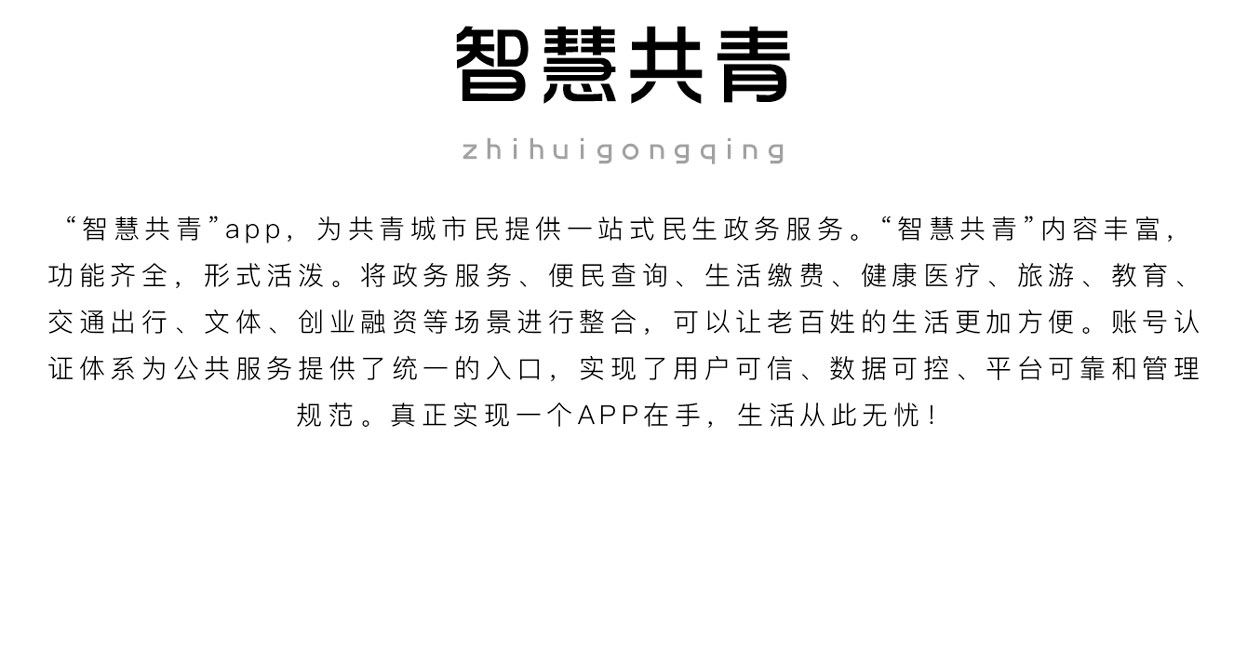 智慧共青
zhihuigongqing
“智慧共青”app，为共青城市民提供一站式民生政务服务。“智慧共青”内容丰富，
功能齐全，形式活泼。将政务服务、便民查询、生活缴费、健康医疗、旅游、教育、
交通出行、文体、创业融资等场景进行整合，可以让老百姓的生活更加方便。账号认
证体系为公共服务提供了统一的入口，实现了用户可信、数据可控、平台可靠和管理
规范。真正实现一个APP在手，生活从此无忧！